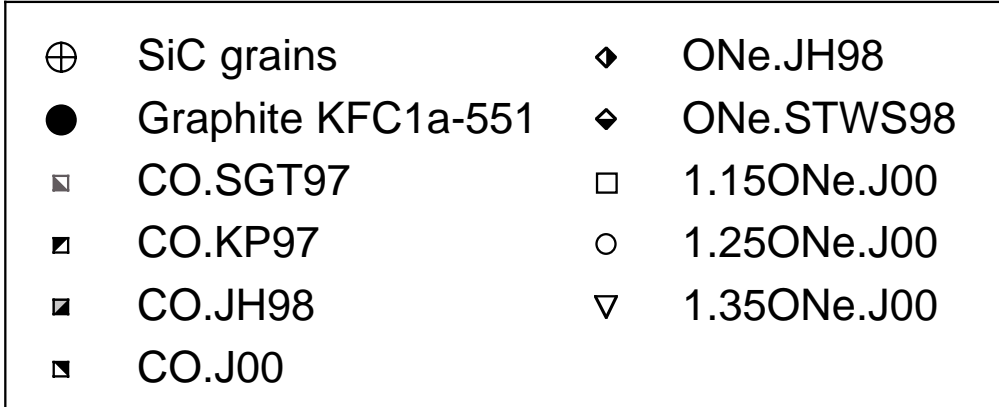 SiC grains
Graphite KFC1a-551
CO.SGT97
CO.KP97
CO.JH98
CO.J00
ONe.JH98
ONe.STWS98
1.15ONe.J00
1.25ONe.J00
1.35ONe.J00